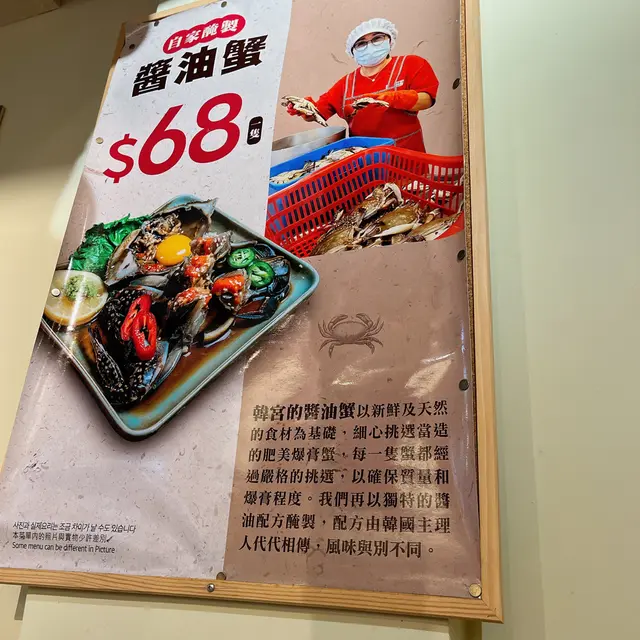 自家醃製
醬油蟹
$68 一隻
韓宮的醬油蟹以新鮮及天然
的食材為基礎，細心挑選當造
的肥美爆膏蟹，每一隻蟹都經
過嚴格的挑選，以確保質量和
爆膏程度。我們再以獨特的醬
油配方醃製，配方由韓國主理
人代代相傳，風味與別不同。
사진과 실제요리는 조금 차이가 날 수도 있습니다
本菜單內的照片與實物少許差別
Some menu can be different in Picture